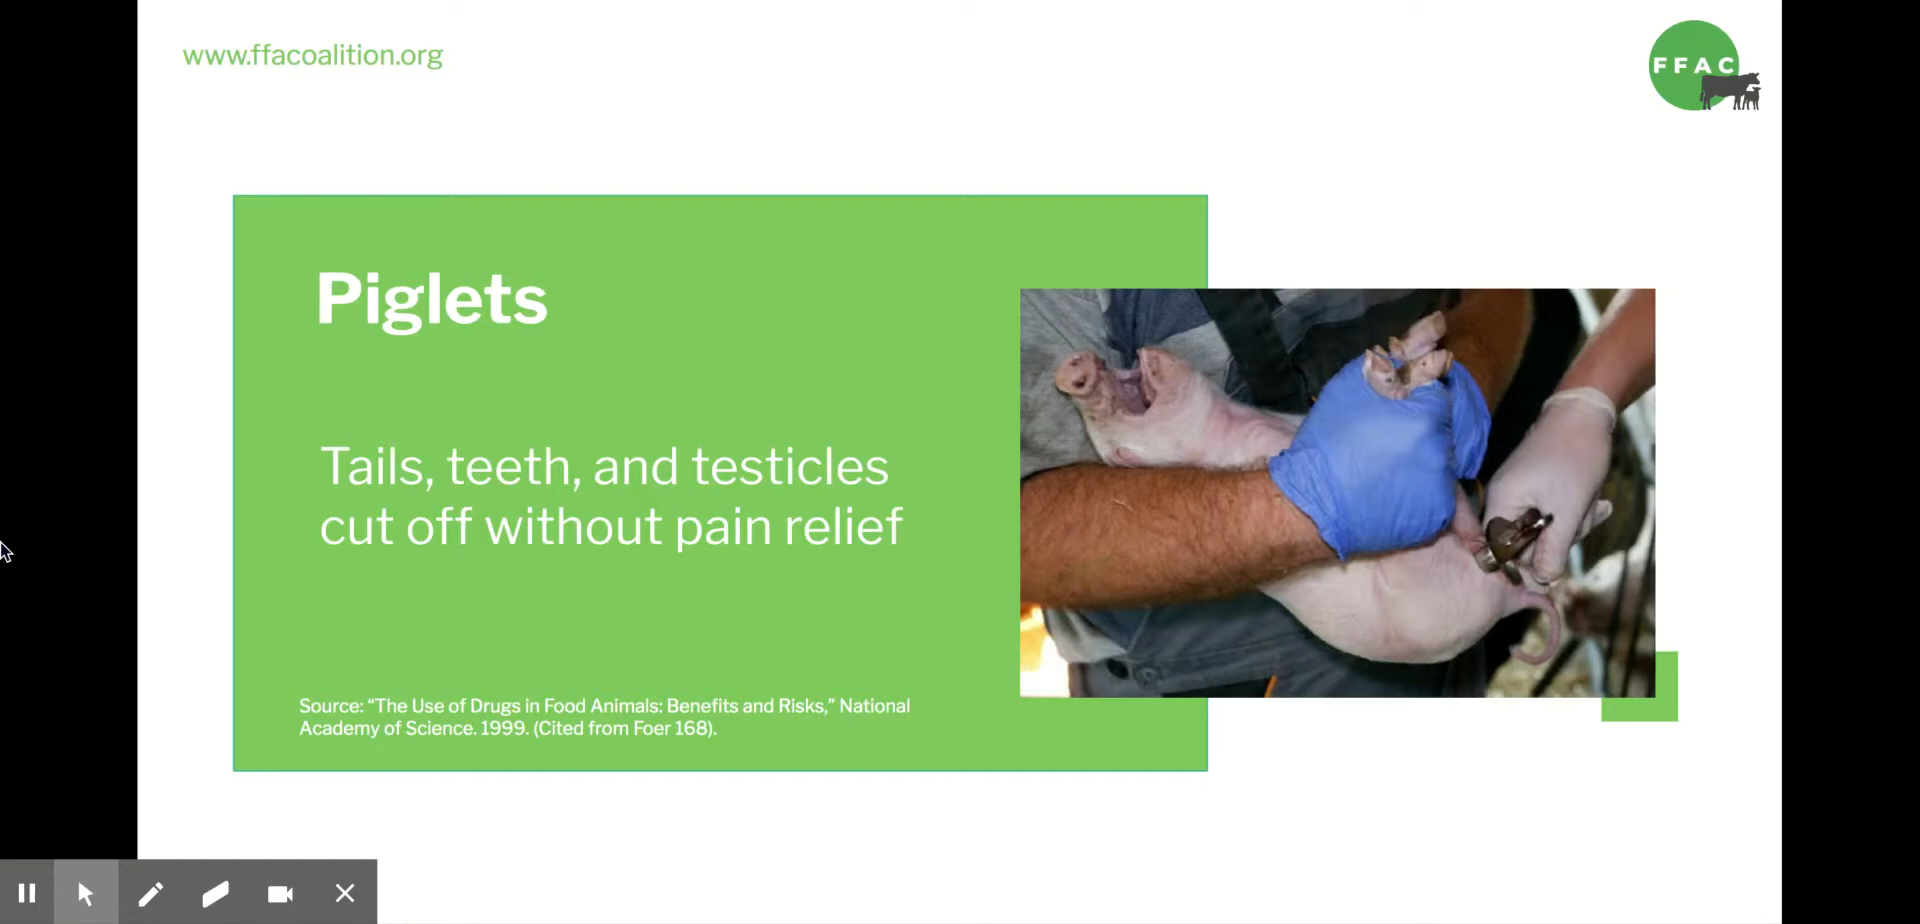 www.ffacoalition.org
FFAC
Piglets
Tails, teeth, and testicles
cut off without pain relief
Source: “The Use of Drugs in Food Animals: Benefits and Risks,” National
Academy of Science. 1999. (Cited from Foer 168).